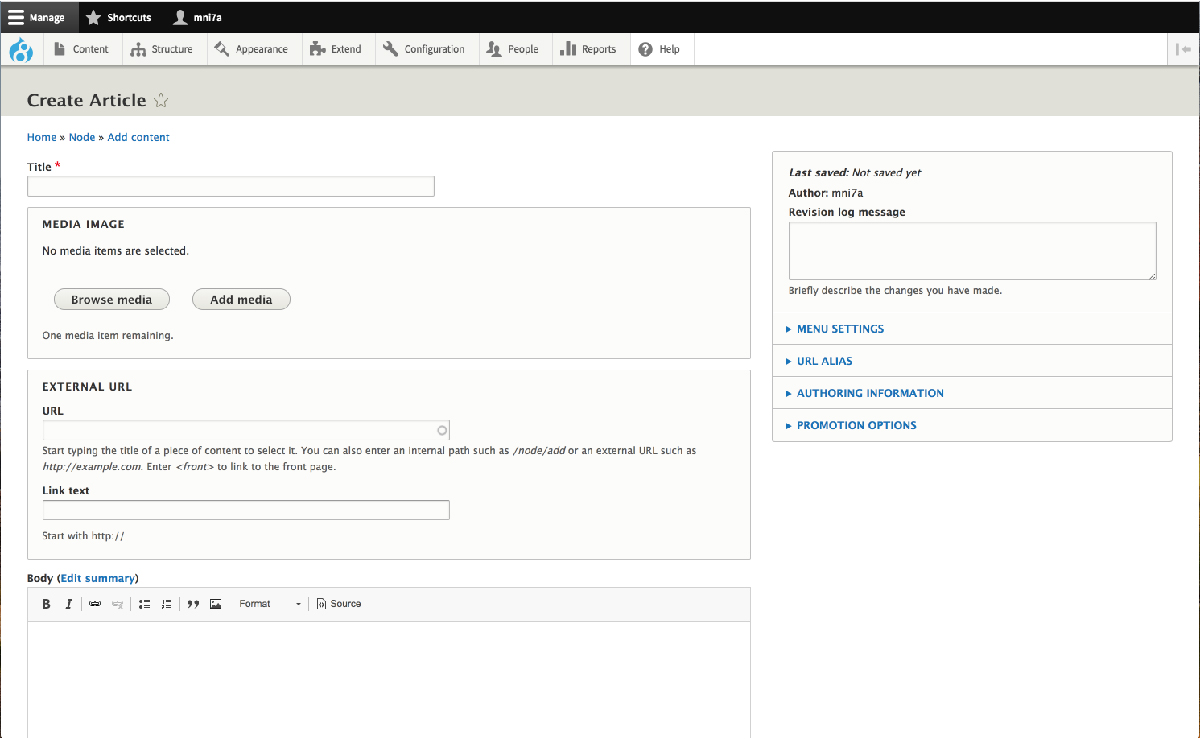 Manage Shortcuts mni7a
Content Structure Appearance Extend Configuration People Reports Help
Create Article
Home » Node » Add content
Title *
MEDIA IMAGE
No media items are selected.
Browse media Add media
One media item remaining.
EXTERNAL URL
URL
Start typing the title of a piece of content to select it. You can also enter an internal path such as /node/add or an external URL such as
http://example.com. Enter <front> to link to the front page.
Link text
Start with http://
Body (Edit summary)
B I Format Source
Last saved: Not saved yet
Author: mni7a
Revision log message
Briefly describe the changes you have made.
MENU SETTINGS
URL ALIAS
AUTHORING INFORMATION
PROMOTION OPTIONS